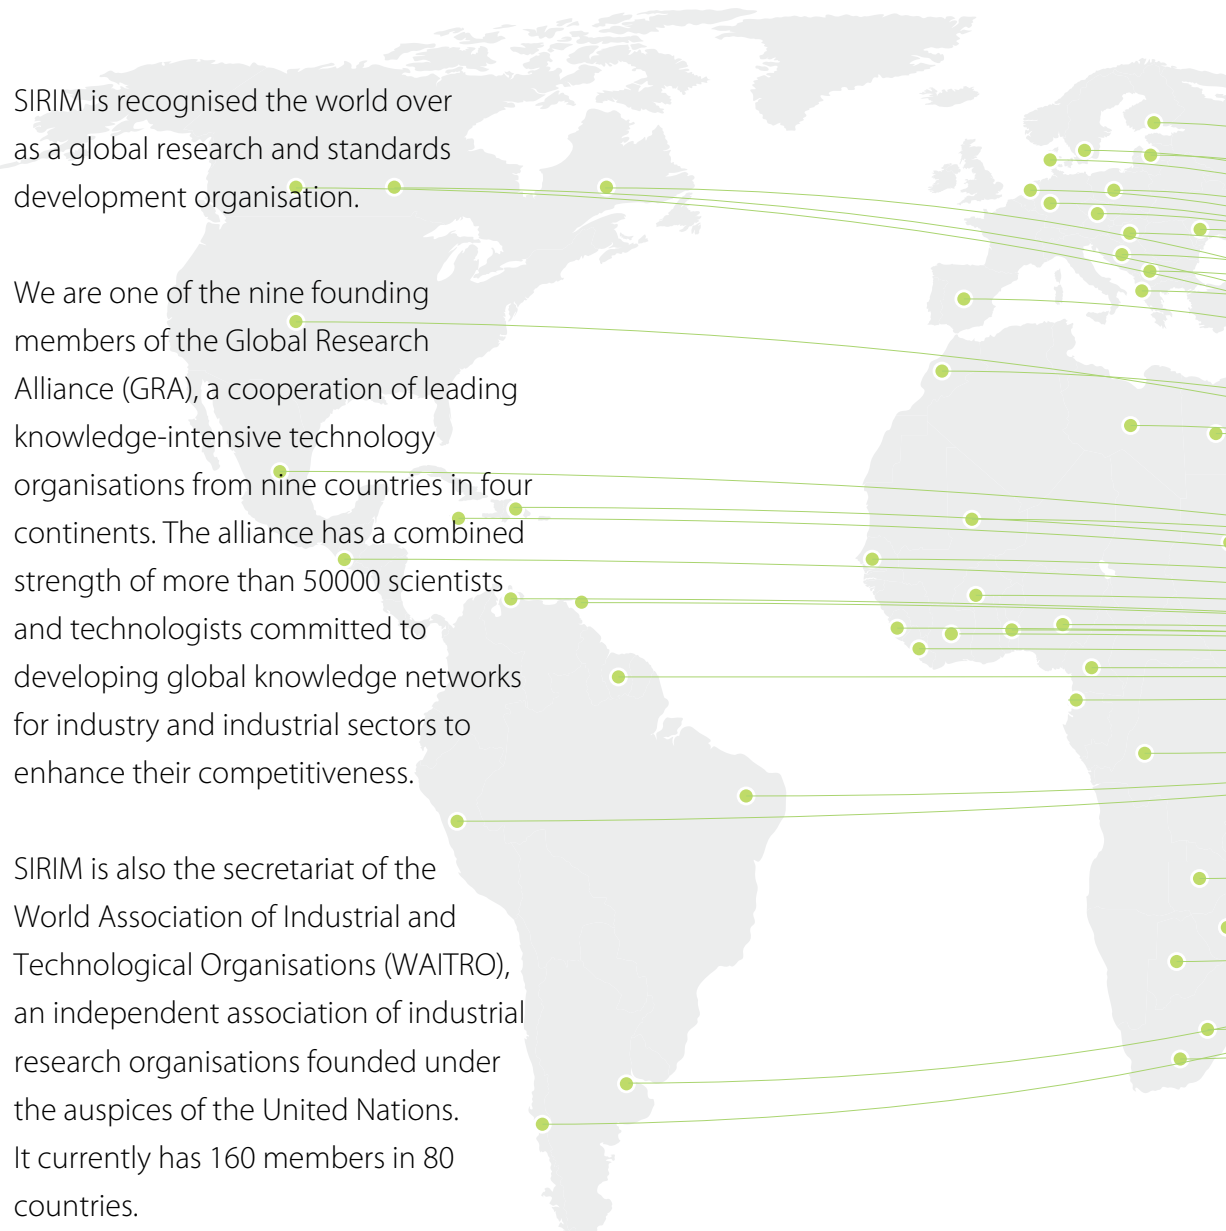 SIRIM is recognised the world over
as a global research and standards
development organisation.
We are one of the nine founding
members of the Global Research
Alliance (GRA), a cooperation of leading
knowledge-intensive technology
organisations from nine countries in four
continents. The alliance has a combined
strength of more than 50000 scientists
and technologists committed to
developing global knowledge networks
for industry and industrial sectors to
enhance their competitiveness.
SIRIM is also the secretariat of the
World Association of Industrial and
Technological Organisations (WAITRO),
an independent association of industrial
research organisations founded under
the auspices of the United Nations.
It currently has 160 members in 80
countries.